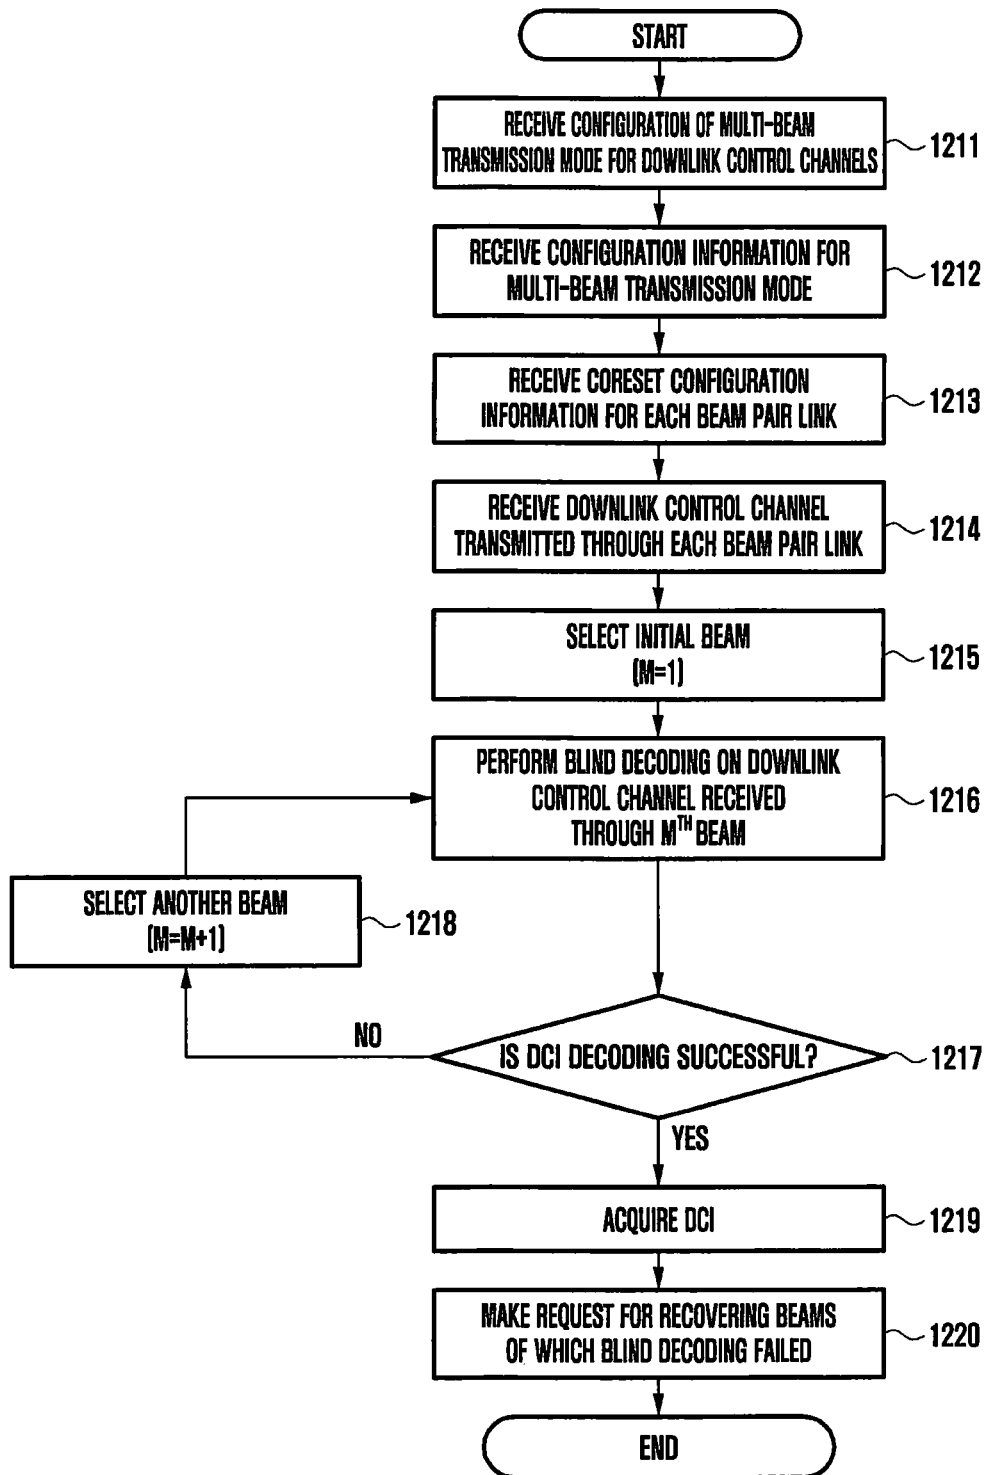 START
RECEIVE CONFIGURATION OF MULTI-BEAM
TRANSMISSION MODE FOR DOWNLINK CONTROL CHANNELS
1211
RECEIVE CONFIGURATION INFORMATION FOR
MULTI-BEAM TRANSMISSION MODE
1212
RECEIVE CORESET CONFIGURATION
INFORMATION FOR EACH BEAM PAIR LINK
1213
RECEIVE DOWNLINK CONTROL CHANNEL
TRANSMITTED THROUGH EACH BEAM PAIR LINK
1214
SELECT INITIAL BEAM
(M=1)
1215
PERFORM BLIND DECODING ON DOWNLINK
CONTROL CHANNEL RECEIVED
THROUGH MTH BEAM
1216
SELECT ANOTHER BEAM
(M=M+1)
1218
NO
IS DCI DECODING SUCCESSFUL?
1217
YES
ACQUIRE DCI
1219
MAKE REQUEST FOR RECOVERING BEAMS
OF WHICH BLIND DECODING FAILED
1220
END